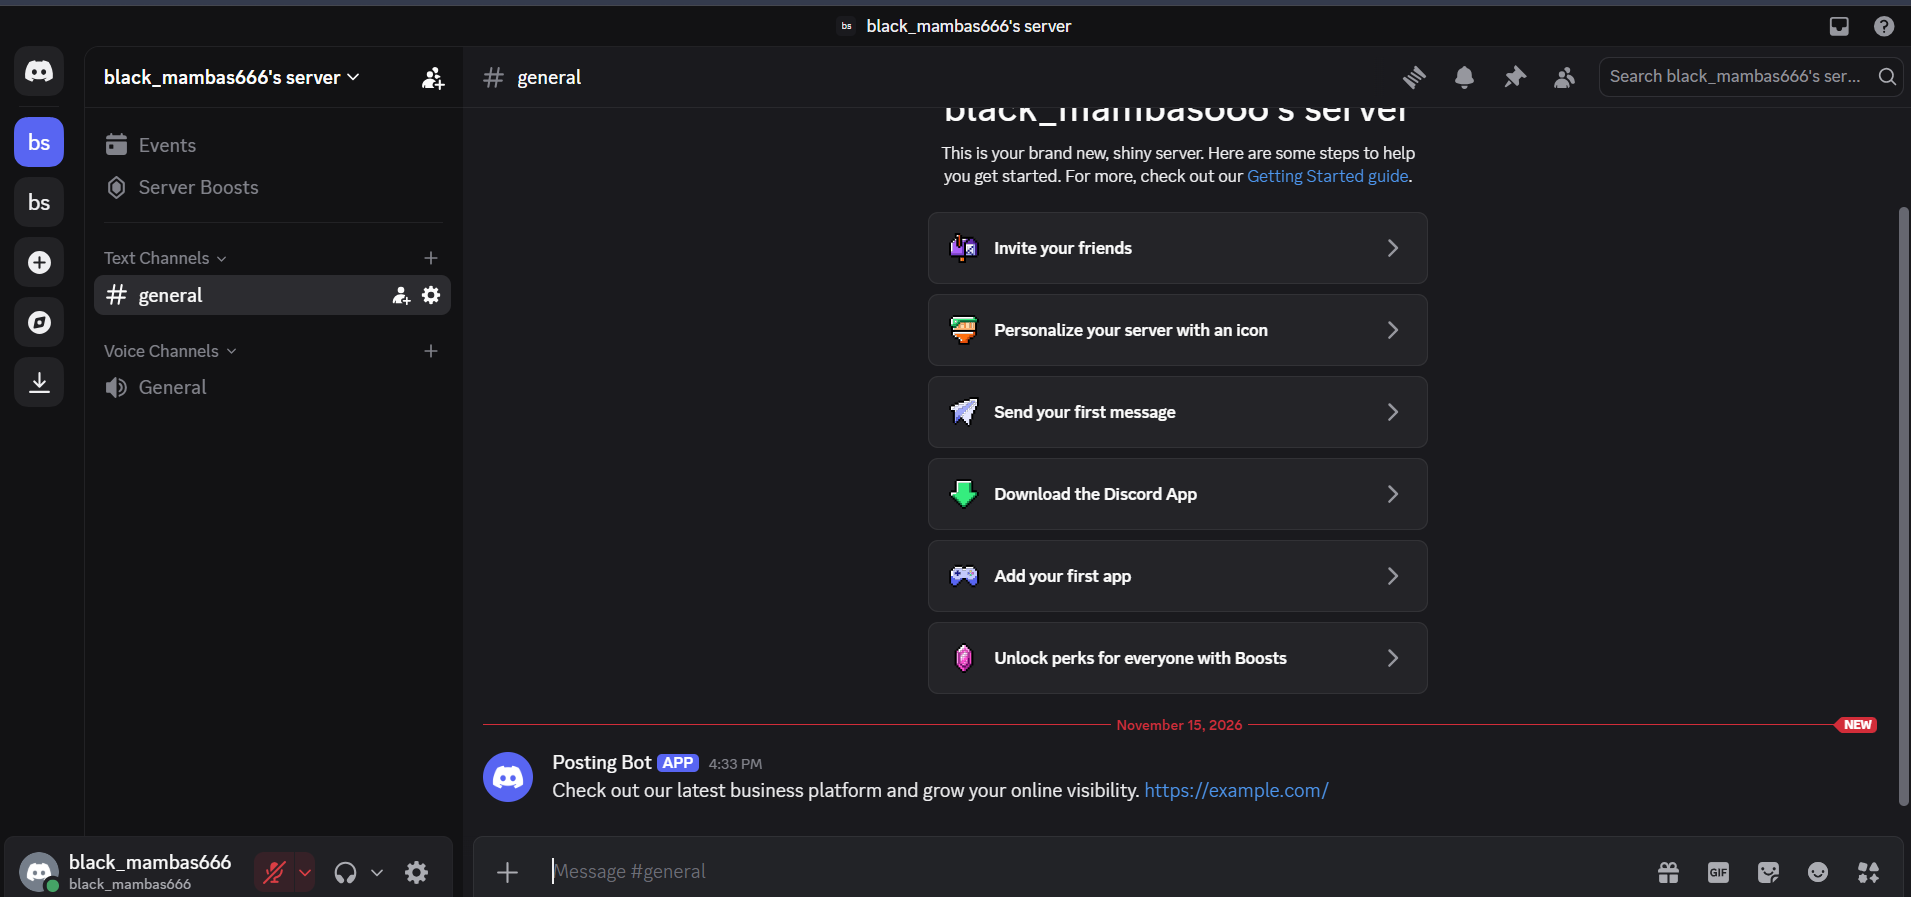 bs black_mambas666's server
black_mambas666's server
# general
Search black_mambas666's ser...
bs
bs
Events
Server Boosts
Text Channels
general
Voice Channels
General
black_mambas666's server
This is your brand new, shiny server. Here are some steps to help
you get started. For more, check out our Getting Started guide.
Invite your friends
Personalize your server with an icon
Send your first message
Download the Discord App
Add your first app
Unlock perks for everyone with Boosts
November 15, 2026 NEW
Posting Bot APP 4:33 PM
Check out our latest business platform and grow your online visibility. https://example.com/
black_mambas666
black_mambas666
Message #general
GIF